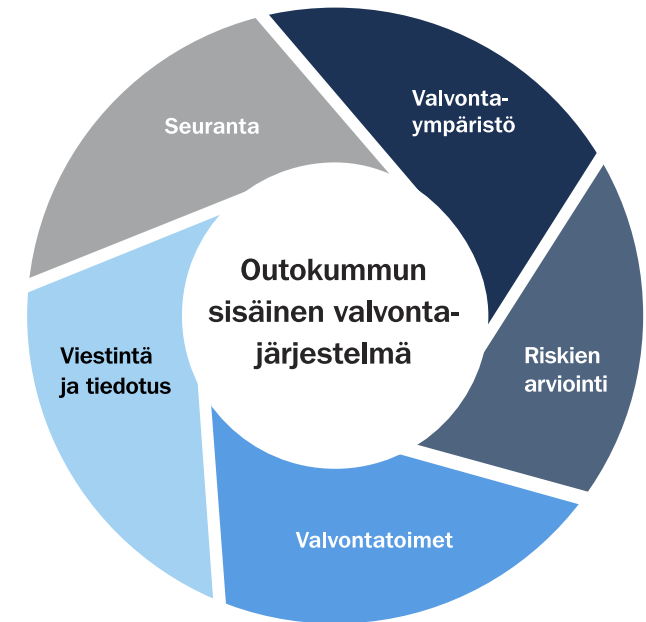 Outokummun
sisäinen valvonta-
järjestelmä
Valvonta-
ympäristö
Riskien
arviointi
Valvontatoimet
Viestintä
ja tiedotus
Seuranta